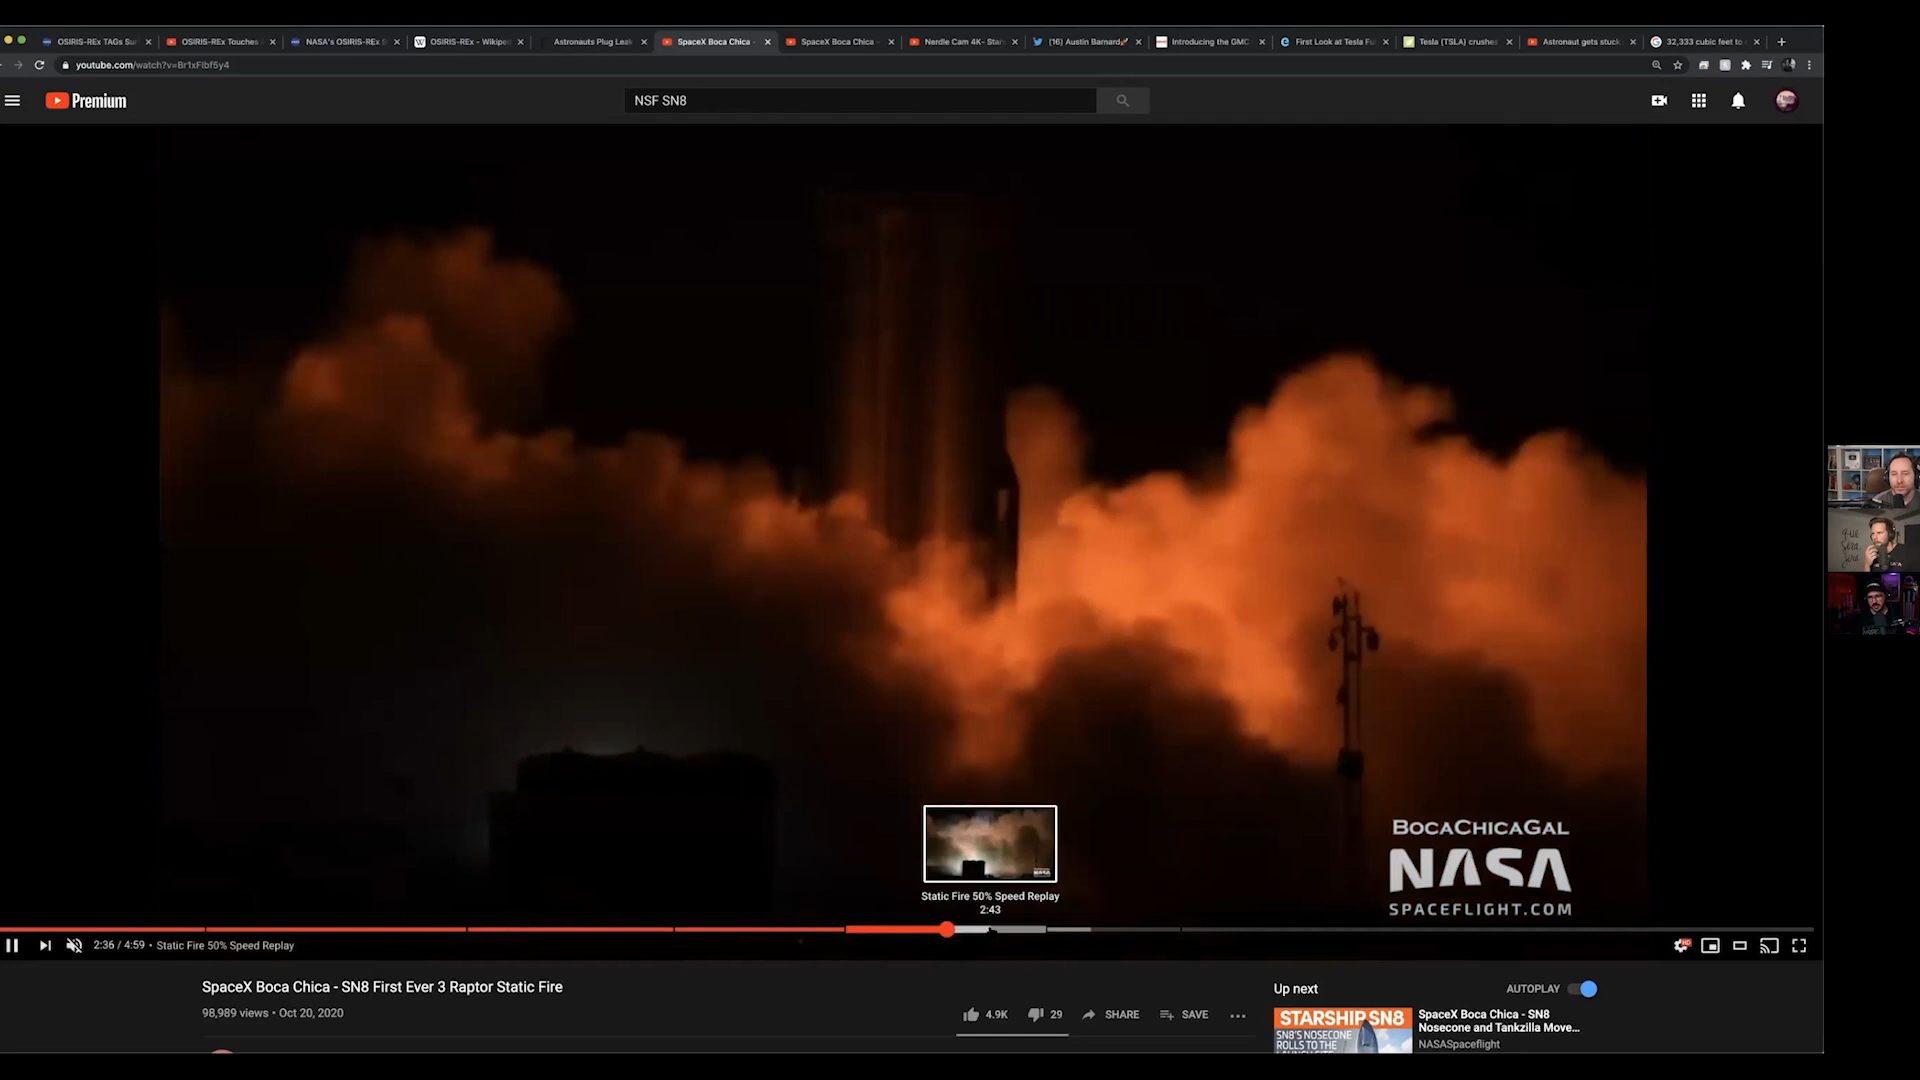 OSIRIS-REx TAGs Sur
OSIRIS-REx Touches
NASA's OSIRIS-REx S
OSIRIS-REx - Wikipe
Astronauts Plug Leak
SpaceX Boca Chica -
SpaceX Boca Chica -
Nerdle Cam 4K- Star
(16) Austin Barnard
Introducing the GMC
First Look at Tesla Fu
Tesla (TSLA) crushes
Astronaut gets stuck
32,333 cubic feet to
youtube.com/watch?v=Br1xFlbf5y4
Premium
NSF SN8
BOCACHICAGAL
NASA
SPACEFLIGHT.COM
Static Fire 50% Speed Replay
2:43
2:36 / 4:59 • Static Fire 50% Speed Replay
SpaceX Boca Chica - SN8 First Ever 3 Raptor Static Fire
98,989 views • Oct 20, 2020
4.9K
29
SHARE
SAVE
Up next
AUTOPLAY
STARSHIP SN8
SN8'S NOSECONE
ROLLS TO THE
SpaceX Boca Chica - SN8
Nosecone and Tankzilla Move...
NASASpaceflight